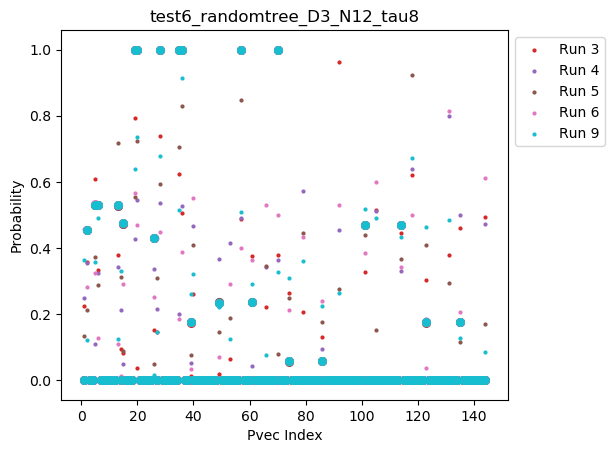 test6_randomtree_D3_N12_tau8
1.0
0.8
0.6
0.4
0.2
0.0
Probability
0 20 40 60 80 100 120 140
Pvec Index
Run 3
Run 4
Run 5
Run 6
Run 9